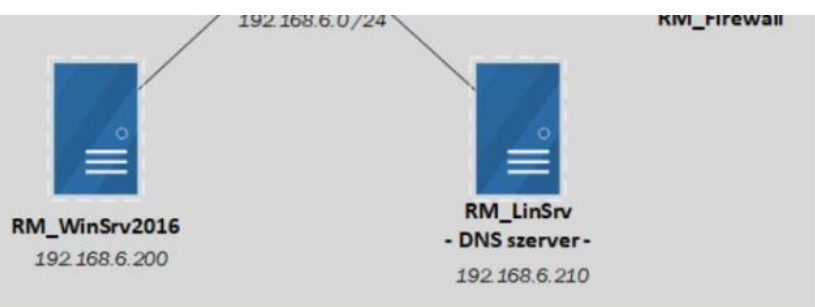 192.168.6.0/24
RM_Firewall
RM_WinSrv2016
192.168.6.200
RM_LinSrv
- DNS szerver -
192.168.6.210